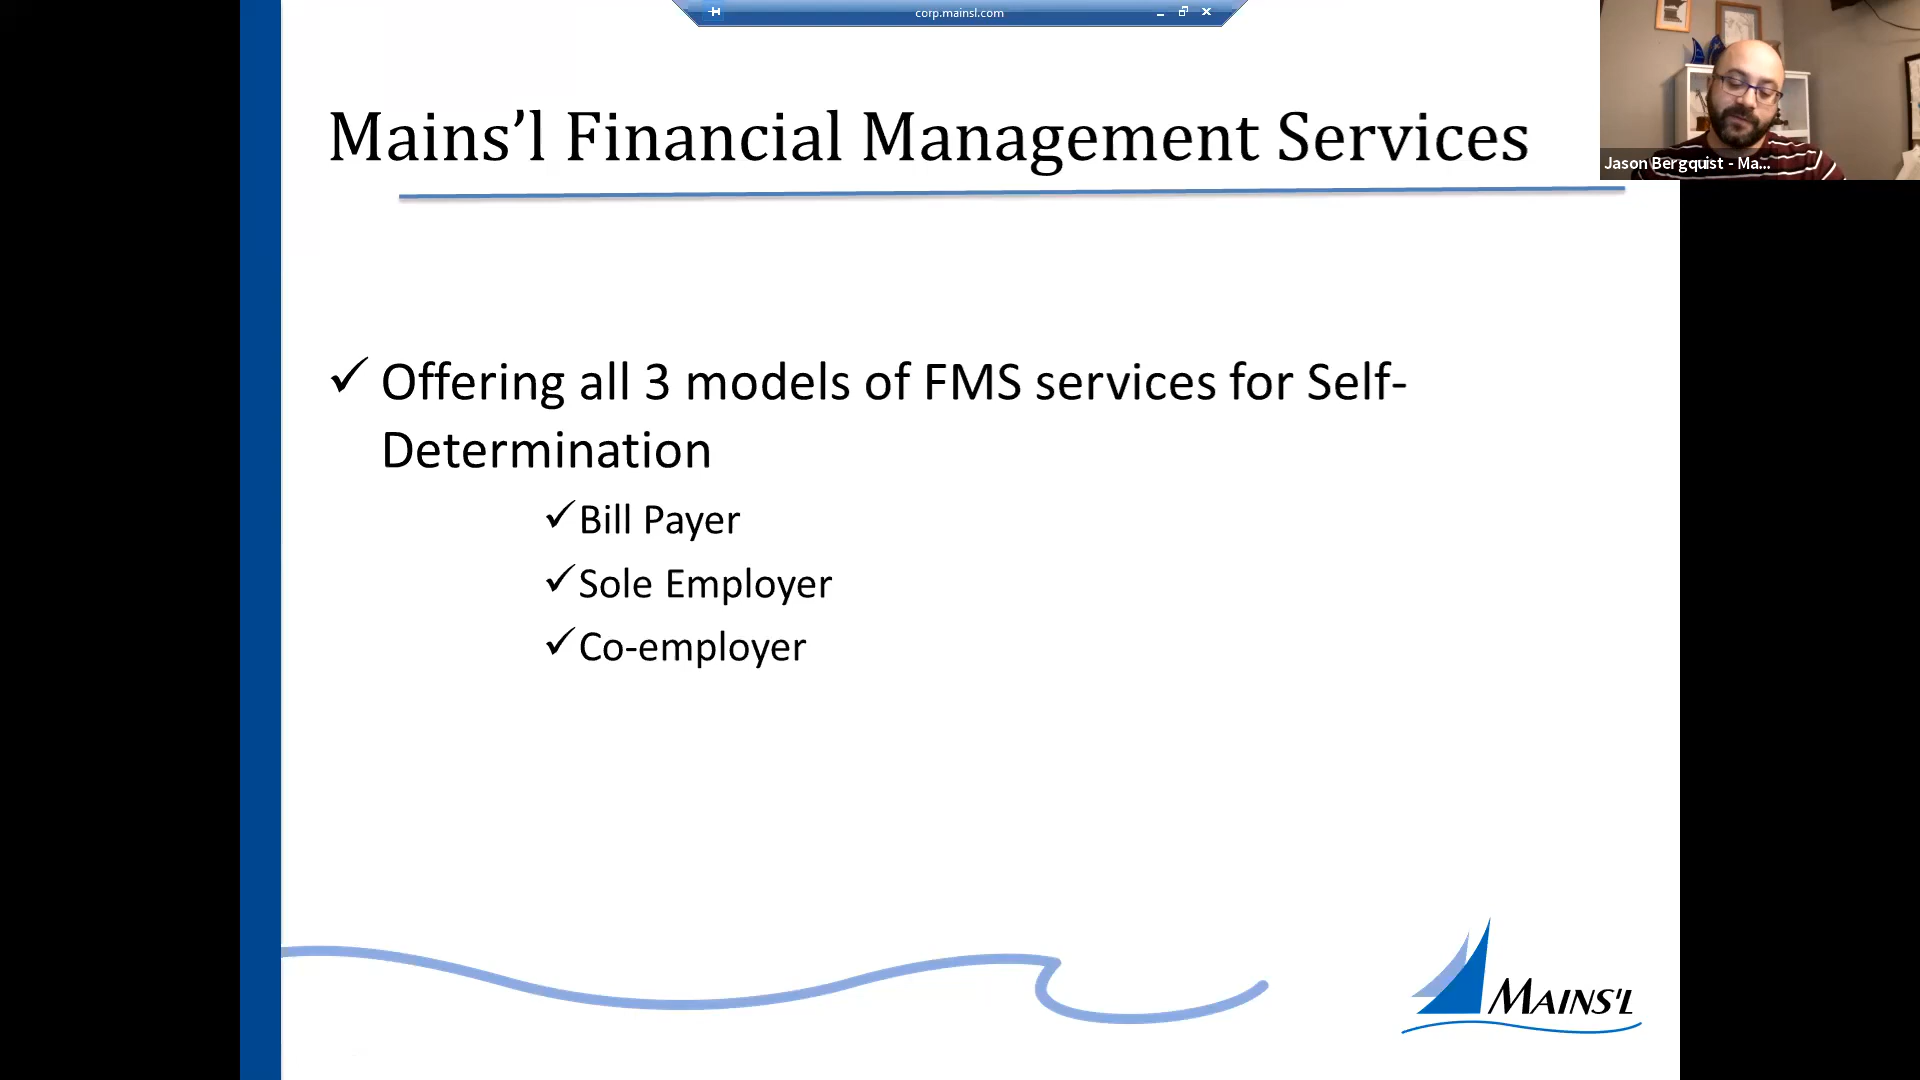 corp.mainsl.com
Mains’l Financial Management Services
Jason Bergquist - Ma...
✓ Offering all 3 models of FMS services for Self-
Determination
✓Bill Payer
✓Sole Employer
✓Co-employer
MAINS'L